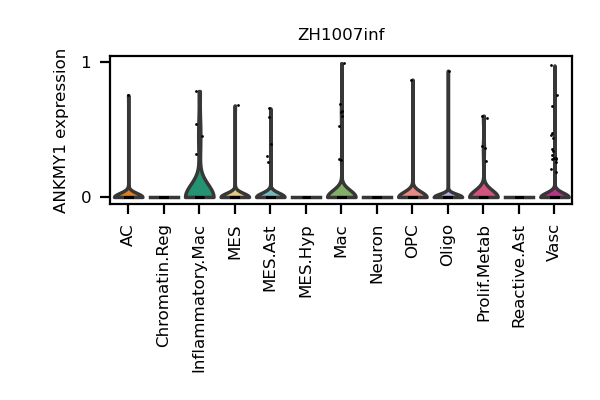 ZH1007inf
ANKMY1 expression
1
0
AC
Chromatin.Reg
Inflammatory.Mac
MES
MES.Ast
MES.Hyp
Mac
Neuron
OPC
Oligo
Prolif.Metab
Reactive.Ast
Vasc